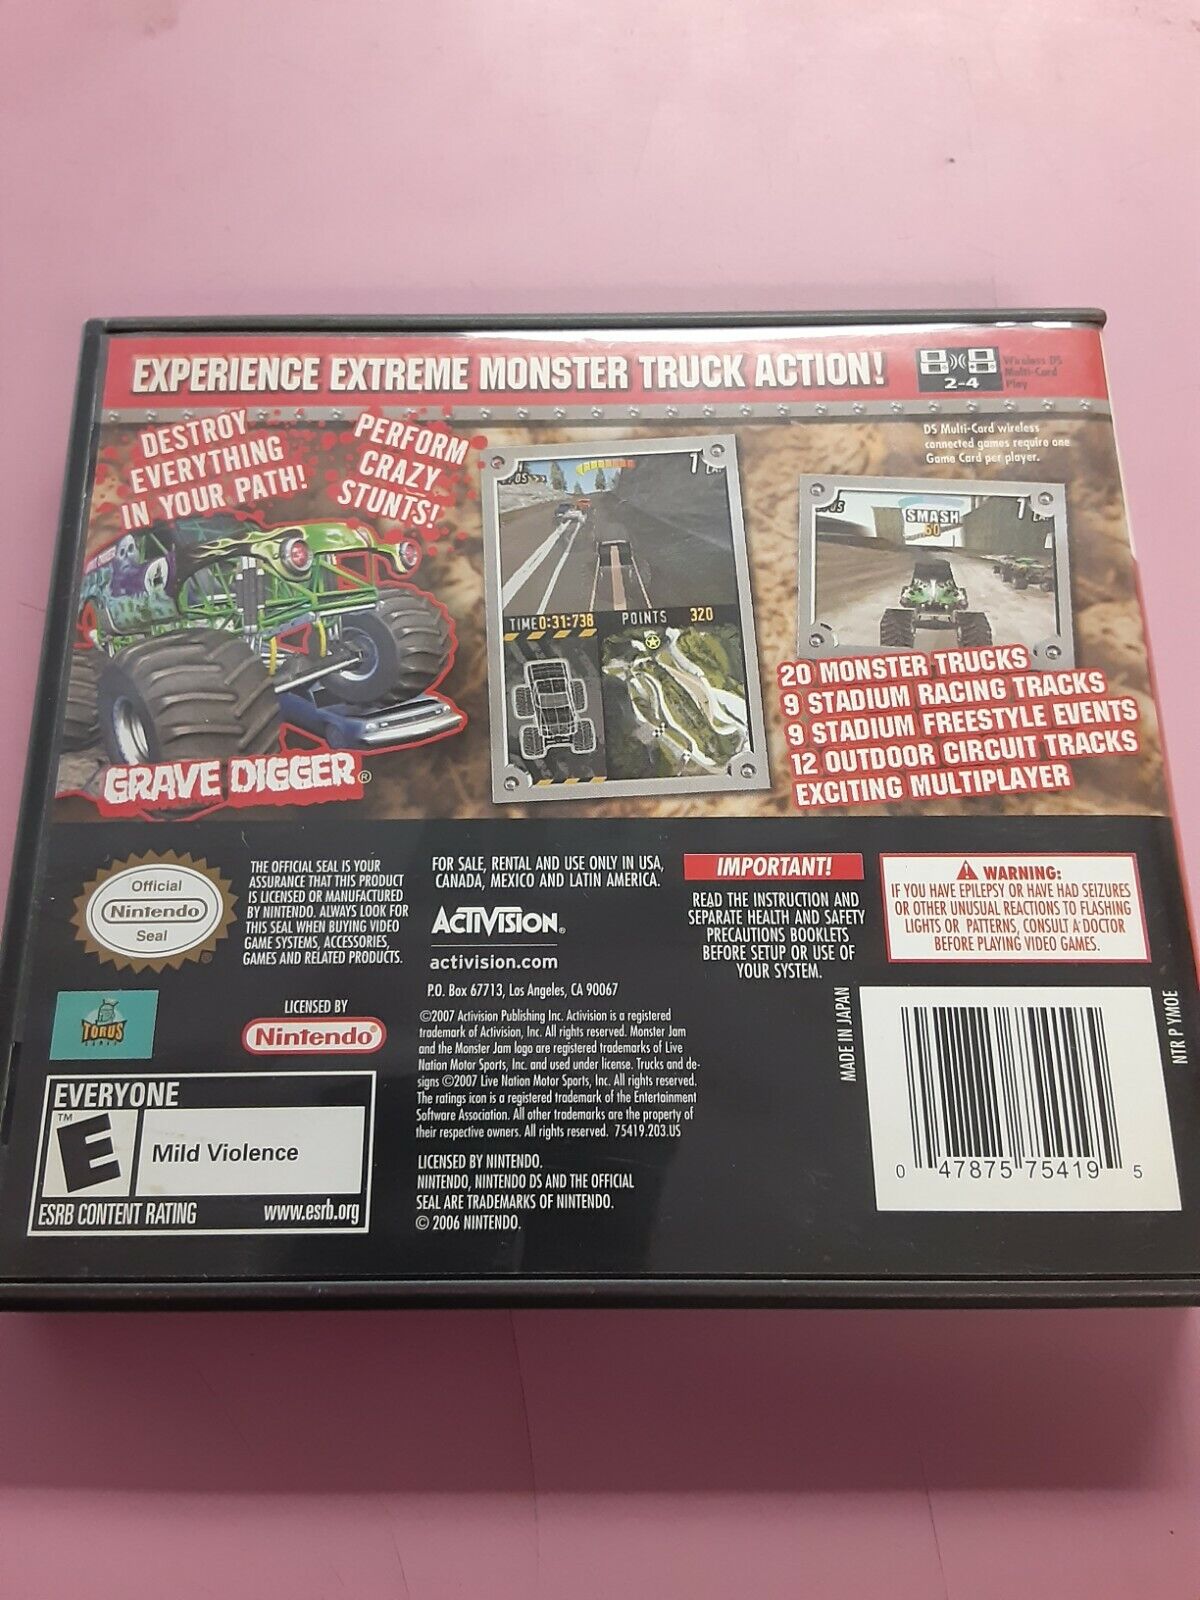 EXPERIENCE EXTREME MONSTER TRUCK ACTION!
2-4
Wireless DS
Multi-Card
Play
DS Multi-Card wireless
connected games require one
Game Card per player.
DESTROY
EVERYTHING
IN YOUR PATH!
PERFORM
CRAZY
STUNTS!
GRAVE DIGGER®
1
TIME 0:31:738
POINTS 320
SMASH
50
1
20 MONSTER TRUCKS
9 STADIUM RACING TRACKS
9 STADIUM FREESTYLE EVENTS
12 OUTDOOR CIRCUIT TRACKS
EXCITING MULTIPLAYER
Official
Nintendo
Seal
®
THE OFFICIAL SEAL IS YOUR
ASSURANCE THAT THIS PRODUCT
IS LICENSED OR MANUFACTURED
BY NINTENDO. ALWAYS LOOK FOR
THIS SEAL WHEN BUYING VIDEO
GAME SYSTEMS, ACCESSORIES,
GAMES AND RELATED PRODUCTS.
TORUS
GAMES
LICENSED BY
Nintendo®
EVERYONE
™
E
Mild Violence
ESRB CONTENT RATING www.esrb.org
FOR SALE, RENTAL AND USE ONLY IN USA,
CANADA, MEXICO AND LATIN AMERICA.
ACTIVISION®
activision.com
P.O. Box 67713, Los Angeles, CA 90067
©2007 Activision Publishing Inc. Activision is a registered
trademark of Activision, Inc. All rights reserved. Monster Jam
and the Monster Jam logo are registered trademarks of Live
Nation Motor Sports, Inc. and used under license. Trucks and de-
signs ©2007 Live Nation Motor Sports, Inc. All rights reserved.
The ratings icon is a registered trademark of the Entertainment
Software Association. All other trademarks are the property of
their respective owners. All rights reserved. 75419.203.US
LICENSED BY NINTENDO.
NINTENDO, NINTENDO DS AND THE OFFICIAL
SEAL ARE TRADEMARKS OF NINTENDO.
© 2006 NINTENDO.
IMPORTANT!
READ THE INSTRUCTION AND
SEPARATE HEALTH AND SAFETY
PRECAUTIONS BOOKLETS
BEFORE SETUP OR USE OF
YOUR SYSTEM.
WARNING:
IF YOU HAVE EPILEPSY OR HAVE HAD SEIZURES
OR OTHER UNUSUAL REACTIONS TO FLASHING
LIGHTS OR PATTERNS, CONSULT A DOCTOR
BEFORE PLAYING VIDEO GAMES.
MADE IN JAPAN
0 47875 75419 5
NTR P YMOE